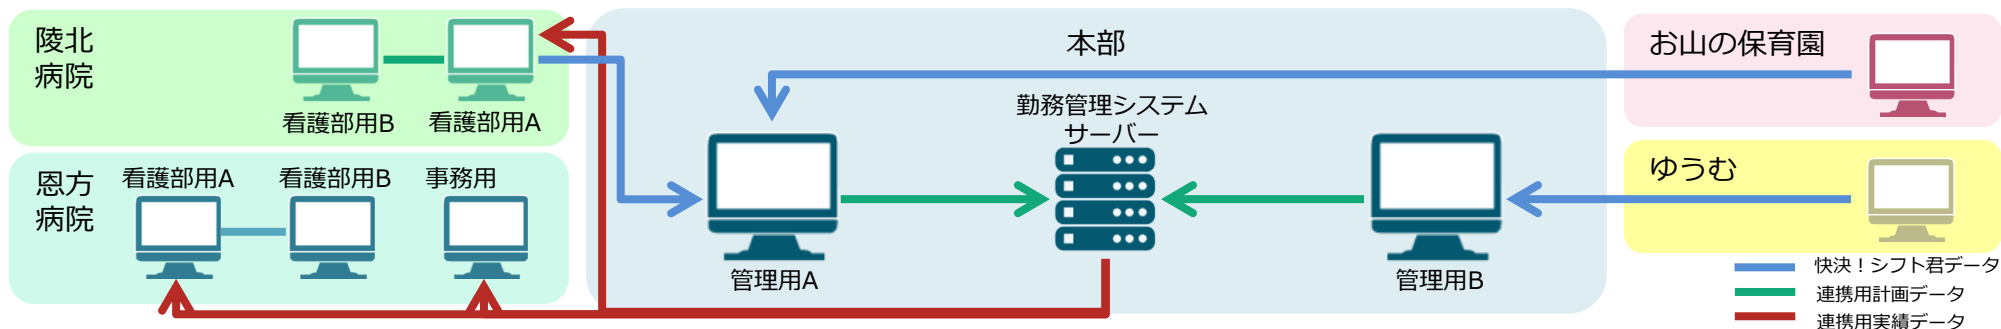 陵北
病院
看護部用B
看護部用A
恩方
病院
看護部用A
看護部用B
事務用
本部
勤務管理システム
サーバー
管理用A
管理用B
お山の保育園
ゆうむ
快決！シフト君データ
連携用計画データ
連携用実績データ